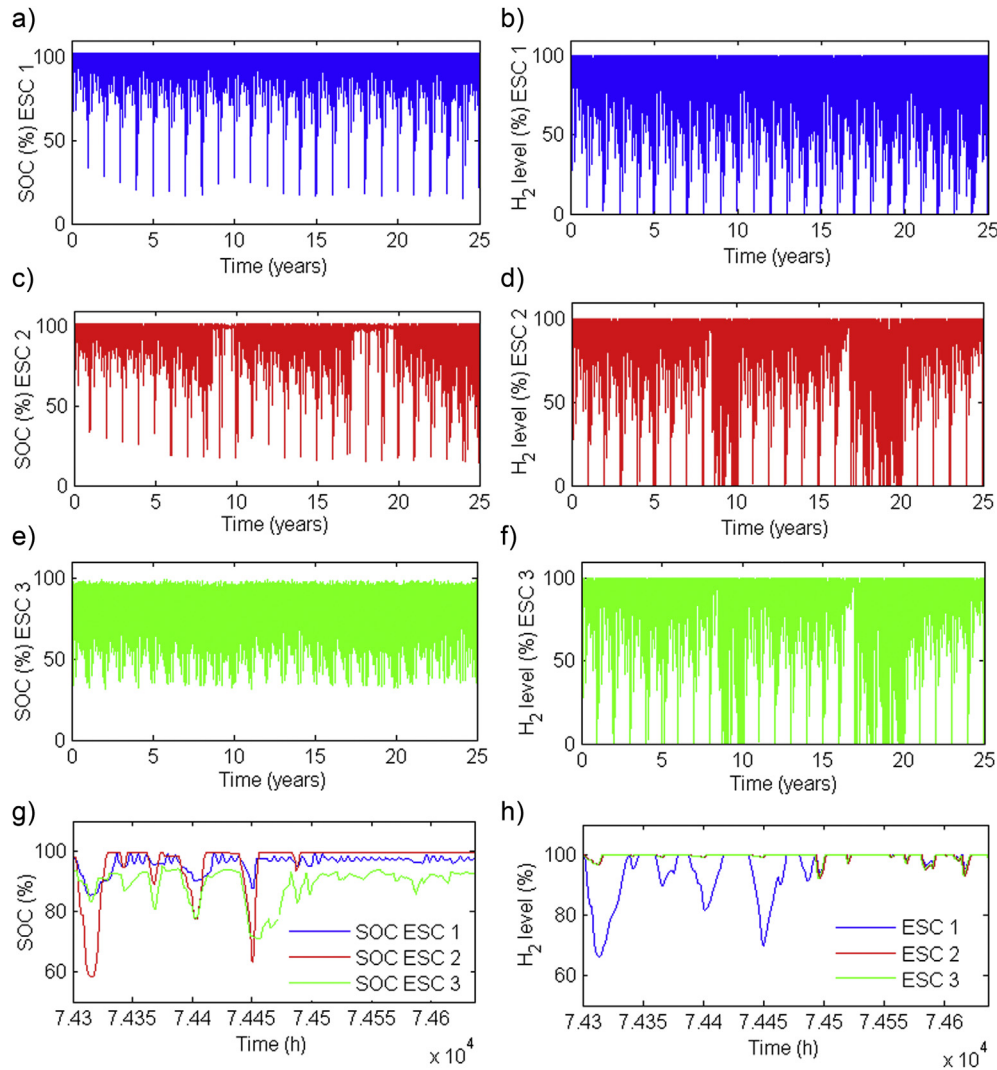 a)
100
50
0
SOC (%) ESC 1
0 5 10 15 20 25
Time (years)
b)
100
50
0
H2 level (%) ESC 1
0 5 10 15 20 25
Time (years)
c)
100
50
0
SOC (%) ESC 2
0 5 10 15 20 25
Time (years)
d)
100
50
0
H2 level (%) ESC 2
0 5 10 15 20 25
Time (years)
e)
100
50
0
SOC (%) ESC 3
0 5 10 15 20 25
Time (years)
f)
100
50
0
H2 level (%) ESC 3
0 5 10 15 20 25
Time (years)
g)
100
80
60
SOC (%)
SOC ESC 1
SOC ESC 2
SOC ESC 3
7.43 7.435 7.44 7.445 7.45 7.455 7.46
Time (h)
x 10^4
h)
100
80
60
H2 level (%)
ESC 1
ESC 2
ESC 3
7.43 7.435 7.44 7.445 7.45 7.455 7.46
Time (h)
x 10^4